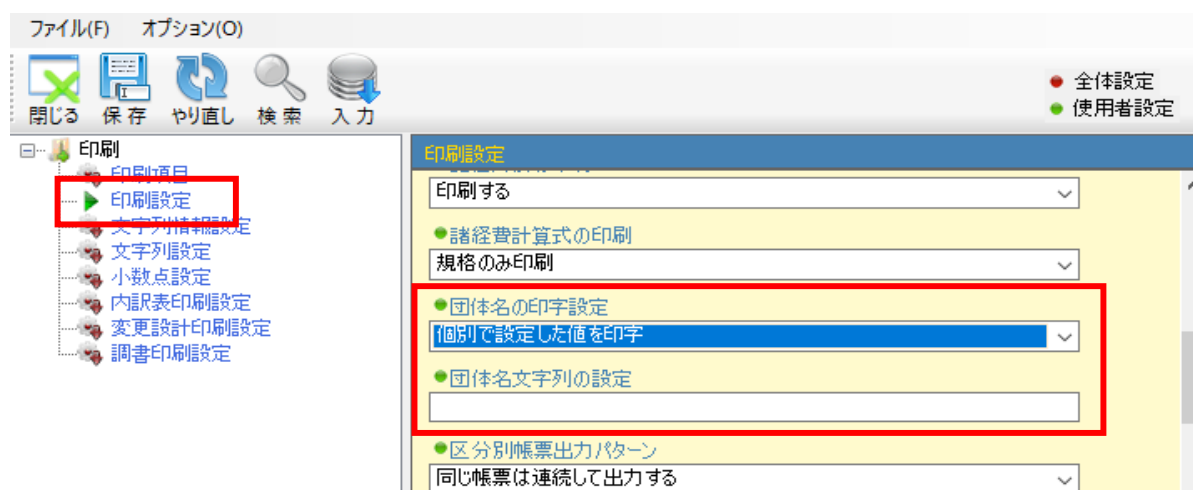 ファイル(F) オプション(O)
閉じる 保存 やり直し 検索 入力
全体設定
使用者設定
印刷
印刷項目
印刷設定
文字列情報設定
文字列設定
小数点設定
内訳表印刷設定
変更設計印刷設定
調書印刷設定
印刷設定
印刷する
諸経費計算式の印刷
規格のみ印刷
団体名の印字設定
個別で設定した値を印字
団体名文字列の設定
区分別帳票出力パターン
同じ帳票は連続して出力する